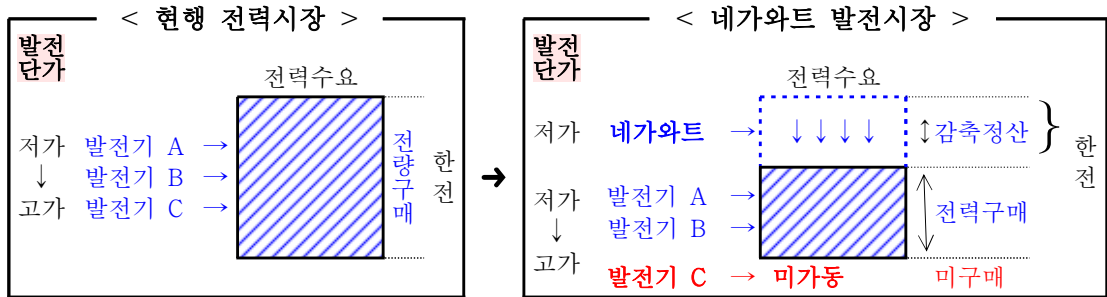 < 현행 전력시장 >
발전
단가
전력수요
저가 발전기 A →
↓ 발전기 B →
고가 발전기 C →
전량구매
한전
➜
< 네가와트 발전시장 >
발전
단가
전력수요
저가 네가와트 → ↓ ↓ ↓ ↓ ↕감축정산 }
한전
저가 발전기 A →
↓ 발전기 B → 전력구매
고가
발전기 C → 미가동 미구매